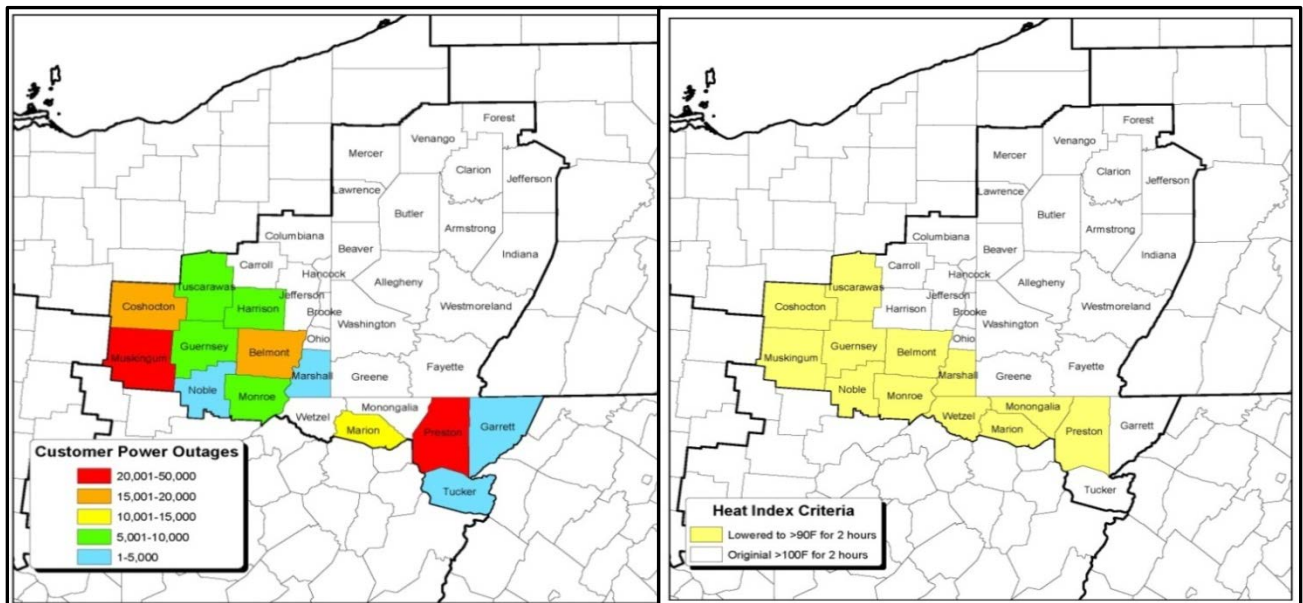 Forest
Venango
Mercer
Clarion
Jefferson
Lawrence
Butler
Armstrong
Columbiana
Beaver
Indiana
Carroll
Hancock
Allegheny
Tuscarawas
Jefferson
Coshocton
Harrison
Westmoreland
Brooke
Washington
Ohio
Guernsey
Belmont
Muskingum
Fayette
Marshall
Greene
Noble
Monroe
Monongalia
Wetzel
Marion
Preston
Garrett
Tucker
Customer Power Outages
20,001-50,000
15,001-20,000
10,001-15,000
5,001-10,000
1-5,000
Forest
Venango
Mercer
Clarion
Jefferson
Lawrence
Butler
Armstrong
Columbiana
Beaver
Indiana
Carroll
Hancock
Allegheny
Tuscarawas
Jefferson
Coshocton
Harrison
Westmoreland
Brooke
Washington
Ohio
Guernsey
Belmont
Muskingum
Fayette
Marshall
Greene
Noble
Monroe
Monongalia
Wetzel
Marion
Preston
Garrett
Tucker
Heat Index Criteria
Lowered to >90F for 2 hours
Originial >100F for 2 hours